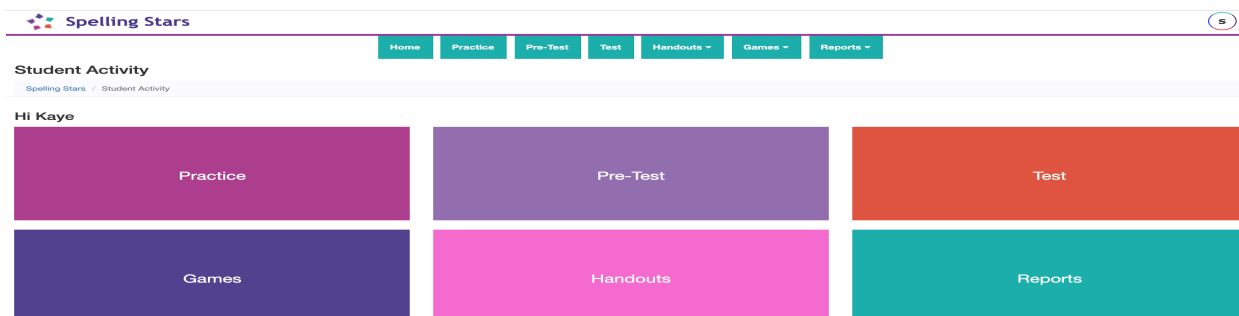 Spelling Stars
S
Home Practice Pre-Test Test Handouts Games Reports
Student Activity
Spelling Stars / Student Activity
Hi Kaye
Practice Pre-Test Test
Games Handouts Reports